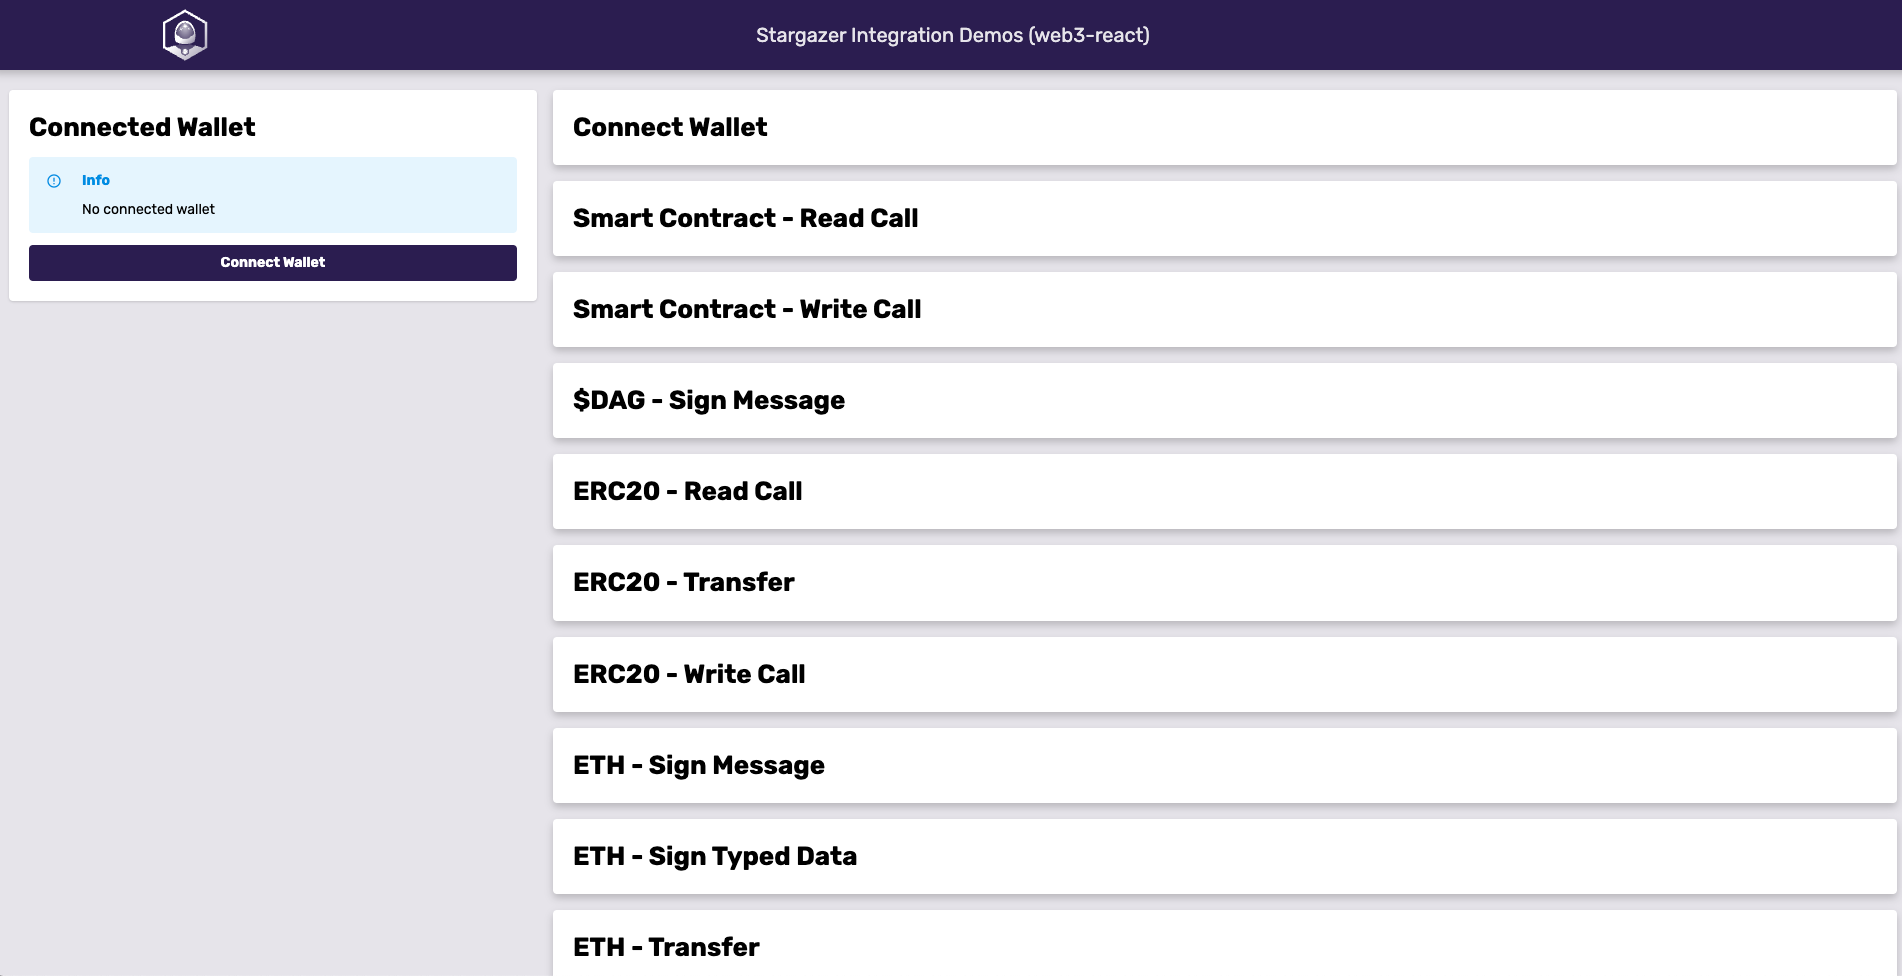 Stargazer Integration Demos (web3-react)
Connected Wallet
Info
No connected wallet
Connect Wallet
Connect Wallet
Smart Contract - Read Call
Smart Contract - Write Call
$DAG - Sign Message
ERC20 - Read Call
ERC20 - Transfer
ERC20 - Write Call
ETH - Sign Message
ETH - Sign Typed Data
ETH - Transfer